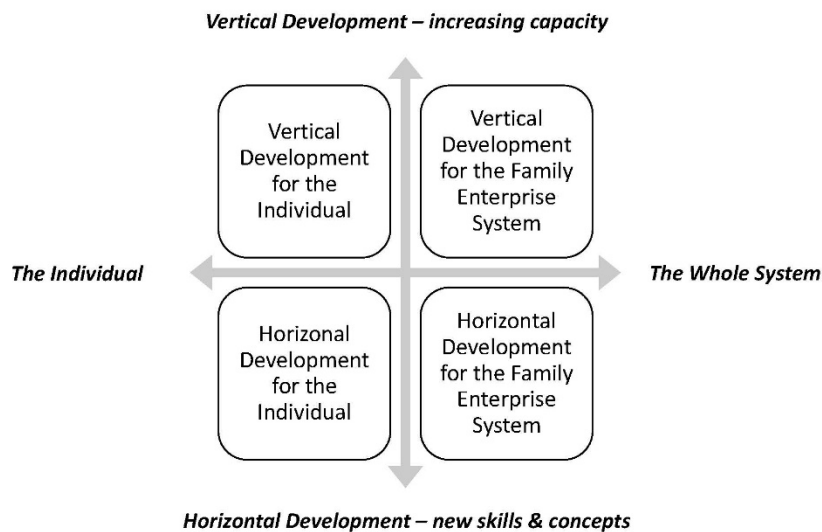 Vertical Development – increasing capacity
Vertical
Development
for the
Individual
Vertical
Development
for the Family
Enterprise
System
The Individual
The Whole System
Horizonal
Development
for the
Individual
Horizontal
Development
for the Family
Enterprise
System
Horizontal Development – new skills & concepts